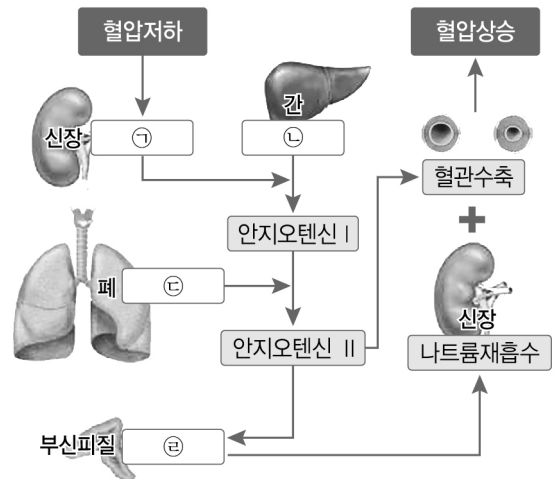 혈압저하
혈압상승
간
신장
㉠
㉡
혈관수축
안지오텐신 Ⅰ
폐
㉢
신장
안지오텐신 Ⅱ
나트륨재흡수
부신피질
㉣